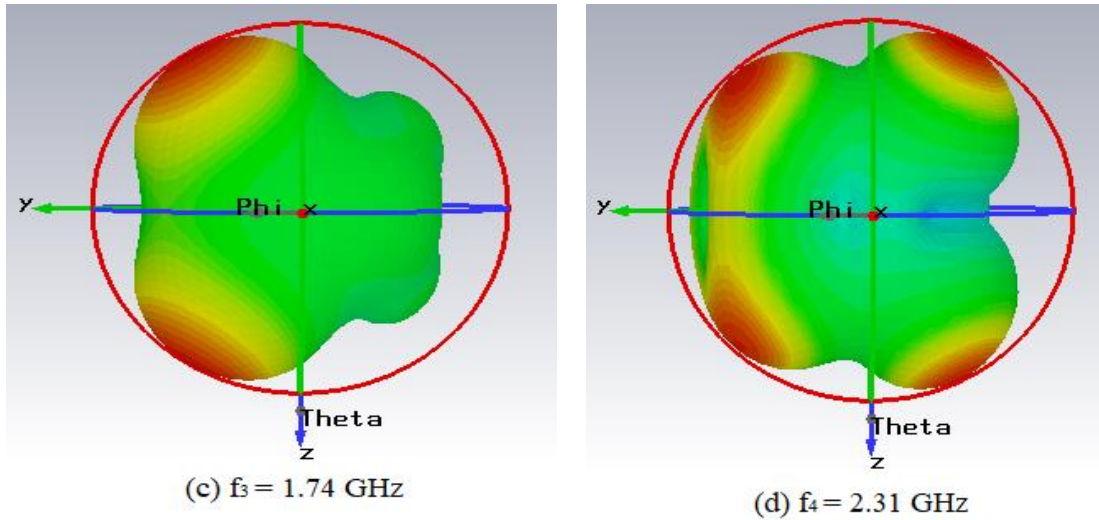 y
Phi
x
Theta
z
(c) f₃ = 1.74 GHz
y
Phi
x
Theta
z
(d) f₄ = 2.31 GHz